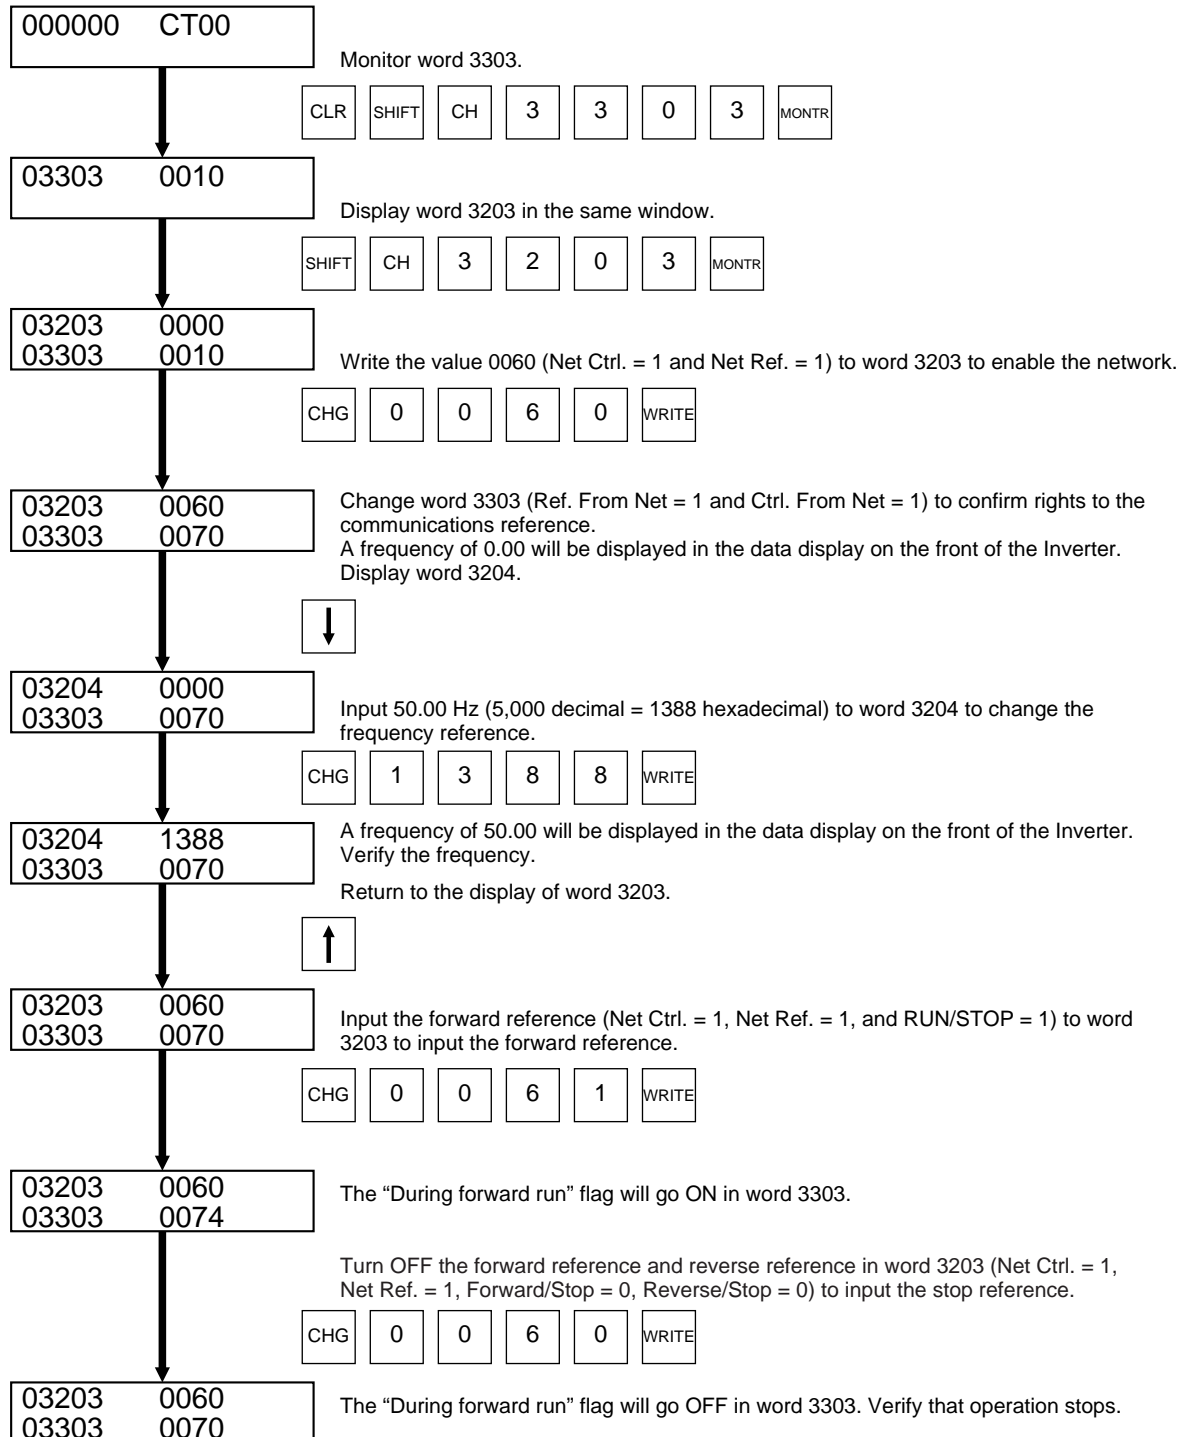 000000 CT00
Monitor word 3303.
CLR SHIFT CH 3 3 0 3 MONTR
03303 0010
Display word 3203 in the same window.
SHIFT CH 3 2 0 3 MONTR
03203 0000
03303 0010
Write the value 0060 (Net Ctrl. = 1 and Net Ref. = 1) to word 3203 to enable the network.
CHG 0 0 6 0 WRITE
03203 0060
03303 0070
Change word 3303 (Ref. From Net = 1 and Ctrl. From Net = 1) to confirm rights to the
communications reference.
A frequency of 0.00 will be displayed in the data display on the front of the Inverter.
Display word 3204.
03204 0000
03303 0070
Input 50.00 Hz (5,000 decimal = 1388 hexadecimal) to word 3204 to change the
frequency reference.
CHG 1 3 8 8 WRITE
03204 1388
03303 0070
A frequency of 50.00 will be displayed in the data display on the front of the Inverter.
Verify the frequency.
Return to the display of word 3203.
03203 0060
03303 0070
Input the forward reference (Net Ctrl. = 1, Net Ref. = 1, and RUN/STOP = 1) to word
3203 to input the forward reference.
CHG 0 0 6 1 WRITE
03203 0060
03303 0074
The “During forward run” flag will go ON in word 3303.
Turn OFF the forward reference and reverse reference in word 3203 (Net Ctrl. = 1,
Net Ref. = 1, Forward/Stop = 0, Reverse/Stop = 0) to input the stop reference.
CHG 0 0 6 0 WRITE
03203 0060
03303 0070
The “During forward run” flag will go OFF in word 3303. Verify that operation stops.